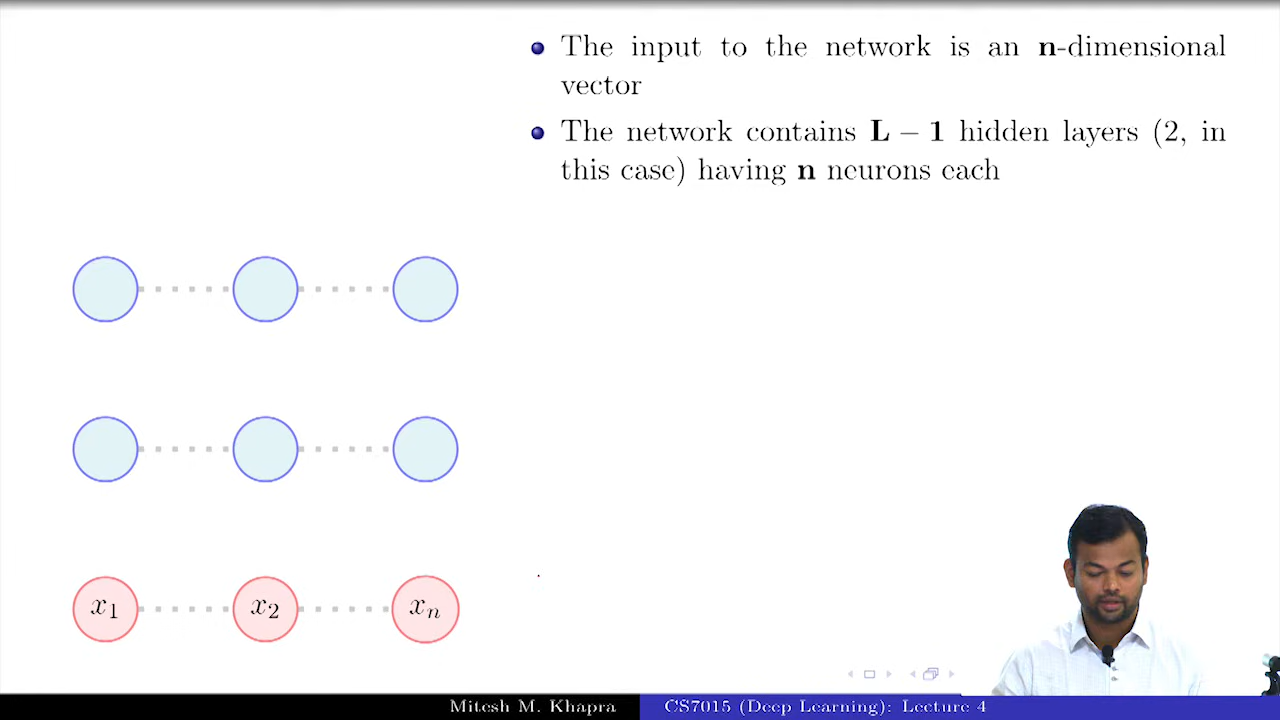 The input to the network is an n-dimensional
vector
The network contains L − 1 hidden layers (2, in
this case) having n neurons each
x₁ x₂ xₙ
Mitesh M. Khapra CS7015 (Deep Learning): Lecture 4